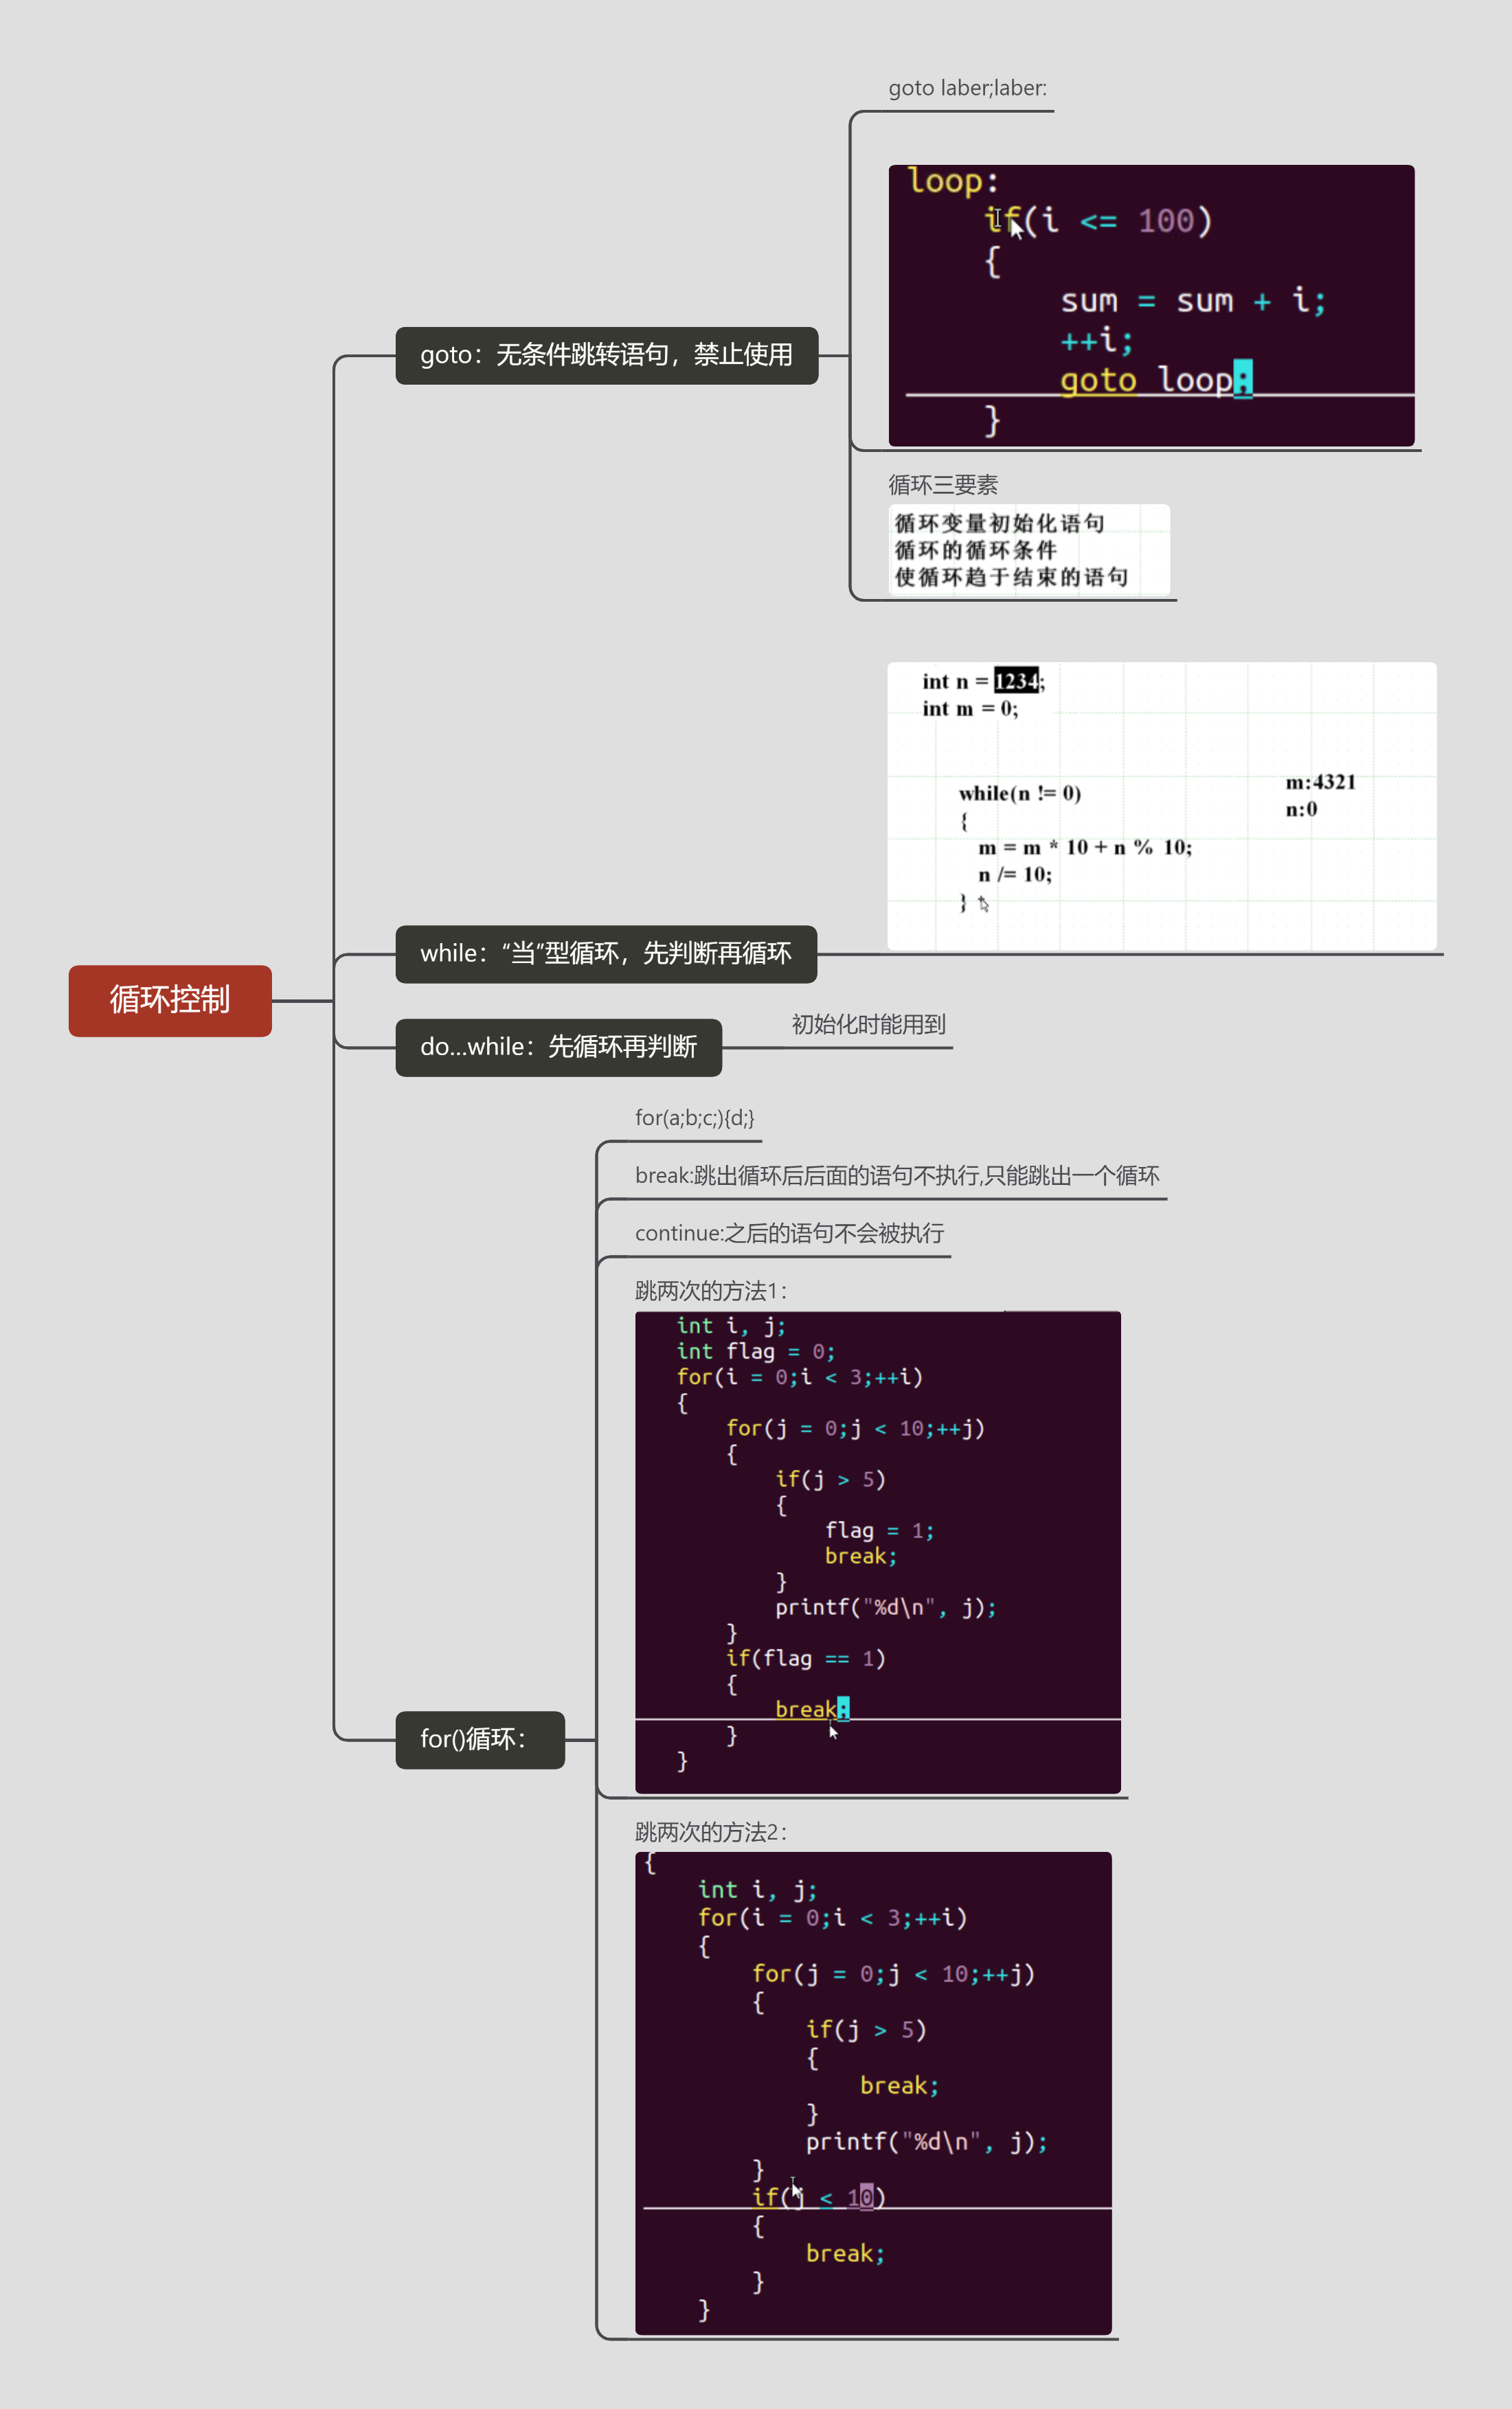 循环控制
goto：无条件跳转语句，禁止使用
goto laber;laber:
loop:
if(i <= 100)
{
sum = sum + i;
++i;
goto loop;
}
循环三要素
循环变量初始化语句
循环的循环条件
使循环趋于结束的语句
while：“当”型循环，先判断再循环
int n = 1234;
int m = 0;
while(n != 0)
{
m = m * 10 + n % 10;
n /= 10;
}
m:4321
n:0
do...while：先循环再判断
初始化时能用到
for()循环：
for(a;b;c;){d;}
break:跳出循环后后面的语句不执行,只能跳出一个循环
continue:之后的语句不会被执行
跳两次的方法1：
int i, j;
int flag = 0;
for(i = 0;i < 3;++i)
{
for(j = 0;j < 10;++j)
{
if(j > 5)
{
flag = 1;
break;
}
printf("%d\n", j);
}
if(flag == 1)
{
break;
}
}
跳两次的方法2：
{
int i, j;
for(i = 0;i < 3;++i)
{
for(j = 0;j < 10;++j)
{
if(j > 5)
{
break;
}
printf("%d\n", j);
}
if(j < 10)
{
break;
}
}